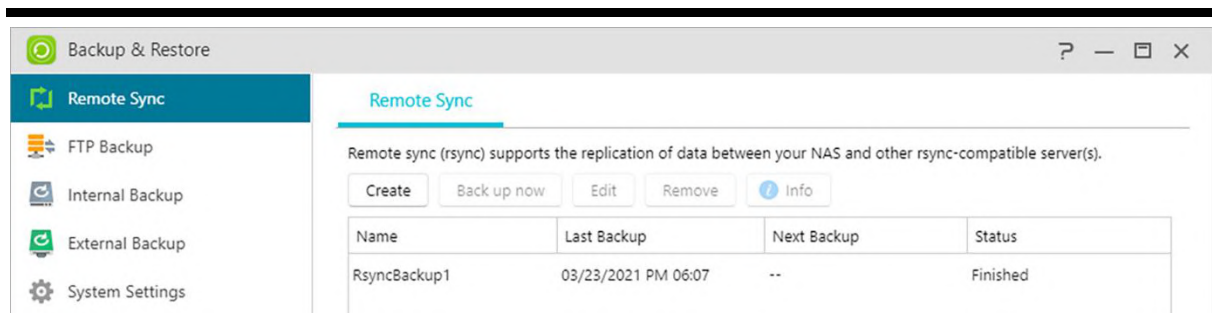 Backup & Restore
Remote Sync
FTP Backup
Internal Backup
External Backup
System Settings
Remote Sync
Remote sync (rsync) supports the replication of data between your NAS and other rsync-compatible server(s).
Create Back up now Edit Remove Info
Name Last Backup Next Backup Status
RsyncBackup1 03/23/2021 PM 06:07 -- Finished